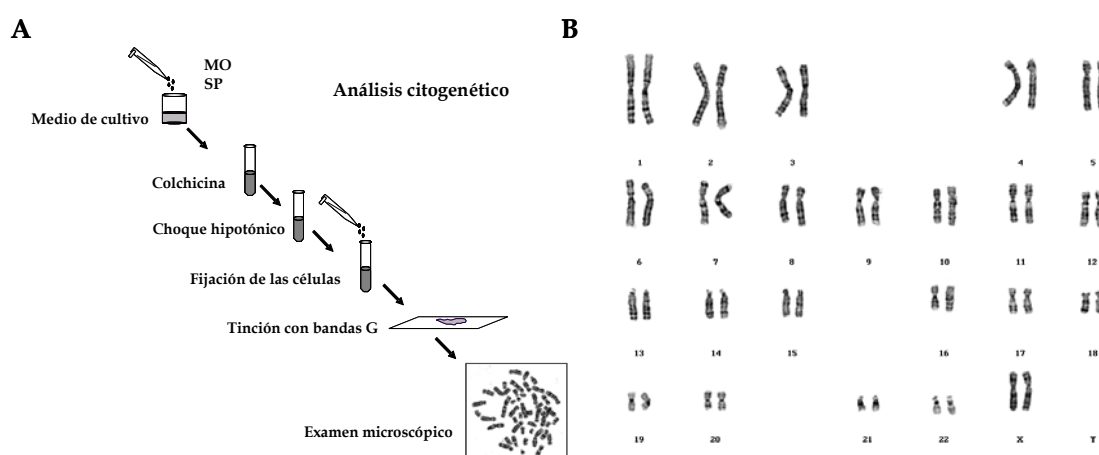 A
MO
SP
Análisis citogenético
Medio de cultivo
Colchicina
Choque hipotónico
Fijación de las células
Tinción con bandas G
Examen microscópico
B
1 2 3 4 5
6 7 8 9 10 11 12
13 14 15 16 17 18
19 20 21 22 X Y